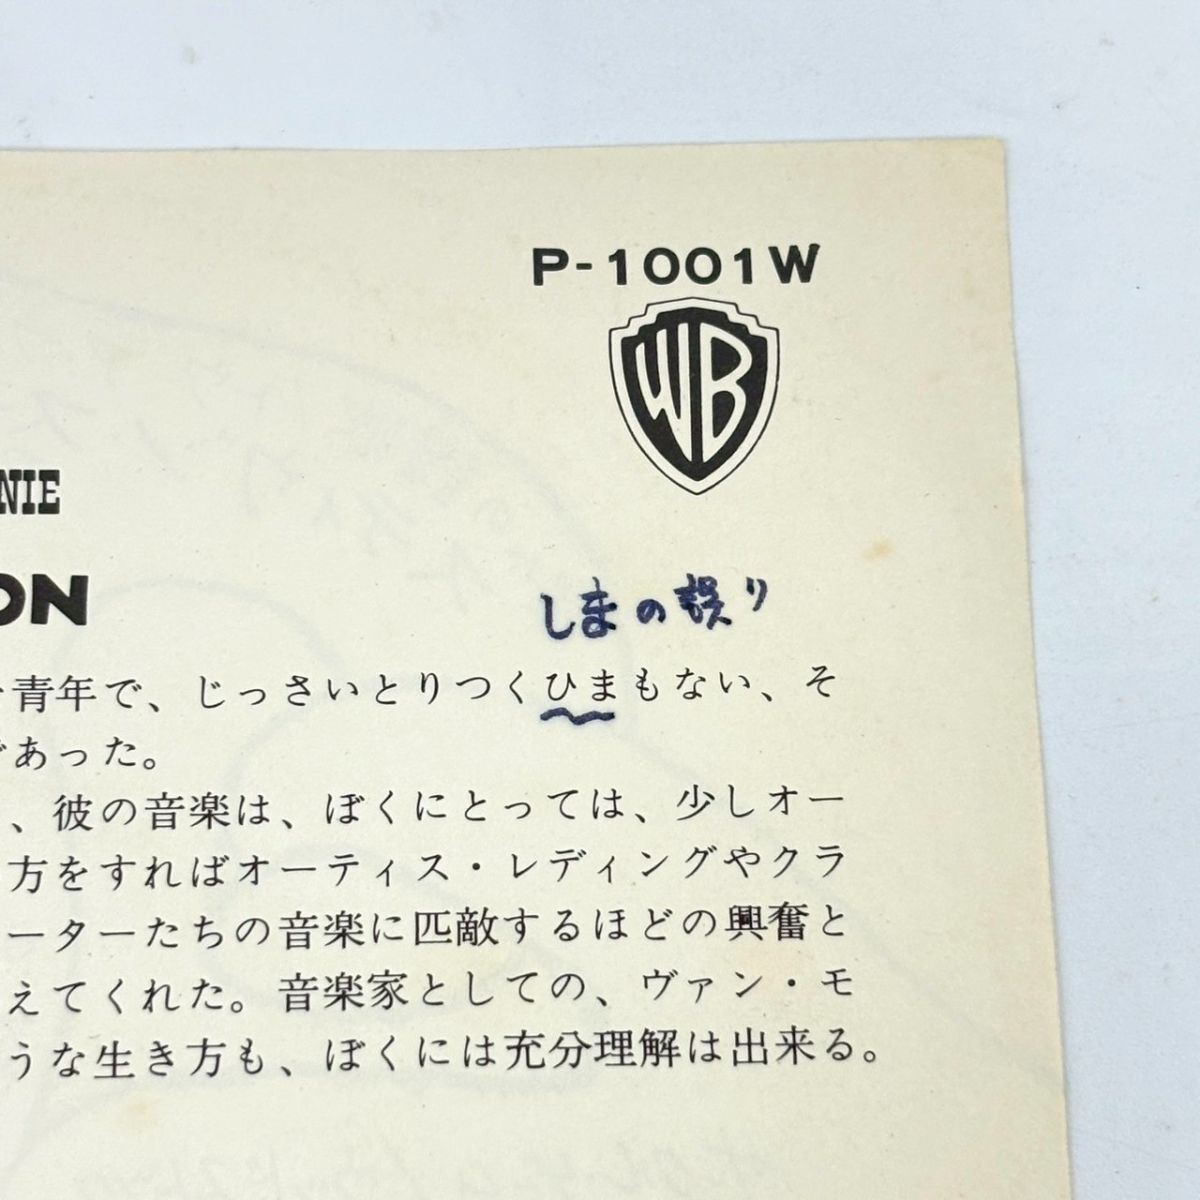 P-1001W
WB
NIE
ON
しまの誤り
青年で、じっさいとりつくひまもない、そ
であった。
、彼の音楽は、ぼくにとっては、少しオー
方をすればオーティス・レディングやクラ
ーターたちの音楽に匹敵するほどの興奮と
えてくれた。音楽家としての、ヴァン・モ
うな生き方も、ぼくには充分理解は出来る。